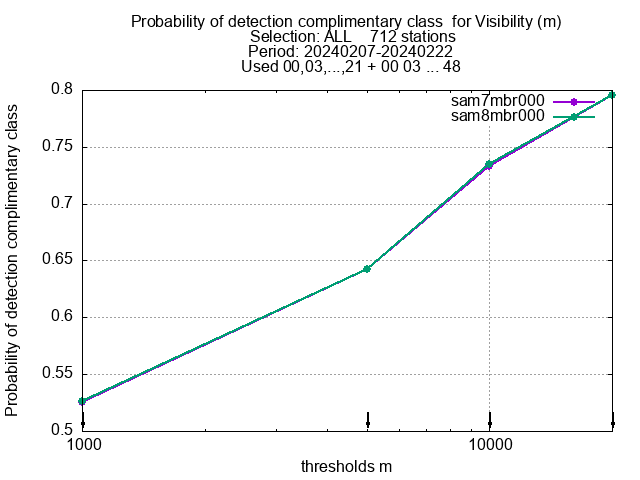 Probability of detection complimentary class  for Visibility (m)
Selection: ALL    712 stations
Period: 20240207-20240222
Used 00,03,...,21 + 00 03 ... 48
sam7mbr000
sam8mbr000
0.8
0.75
0.7
0.65
0.6
0.55
0.5
Probability of detection complimentary class
1000
10000
thresholds m